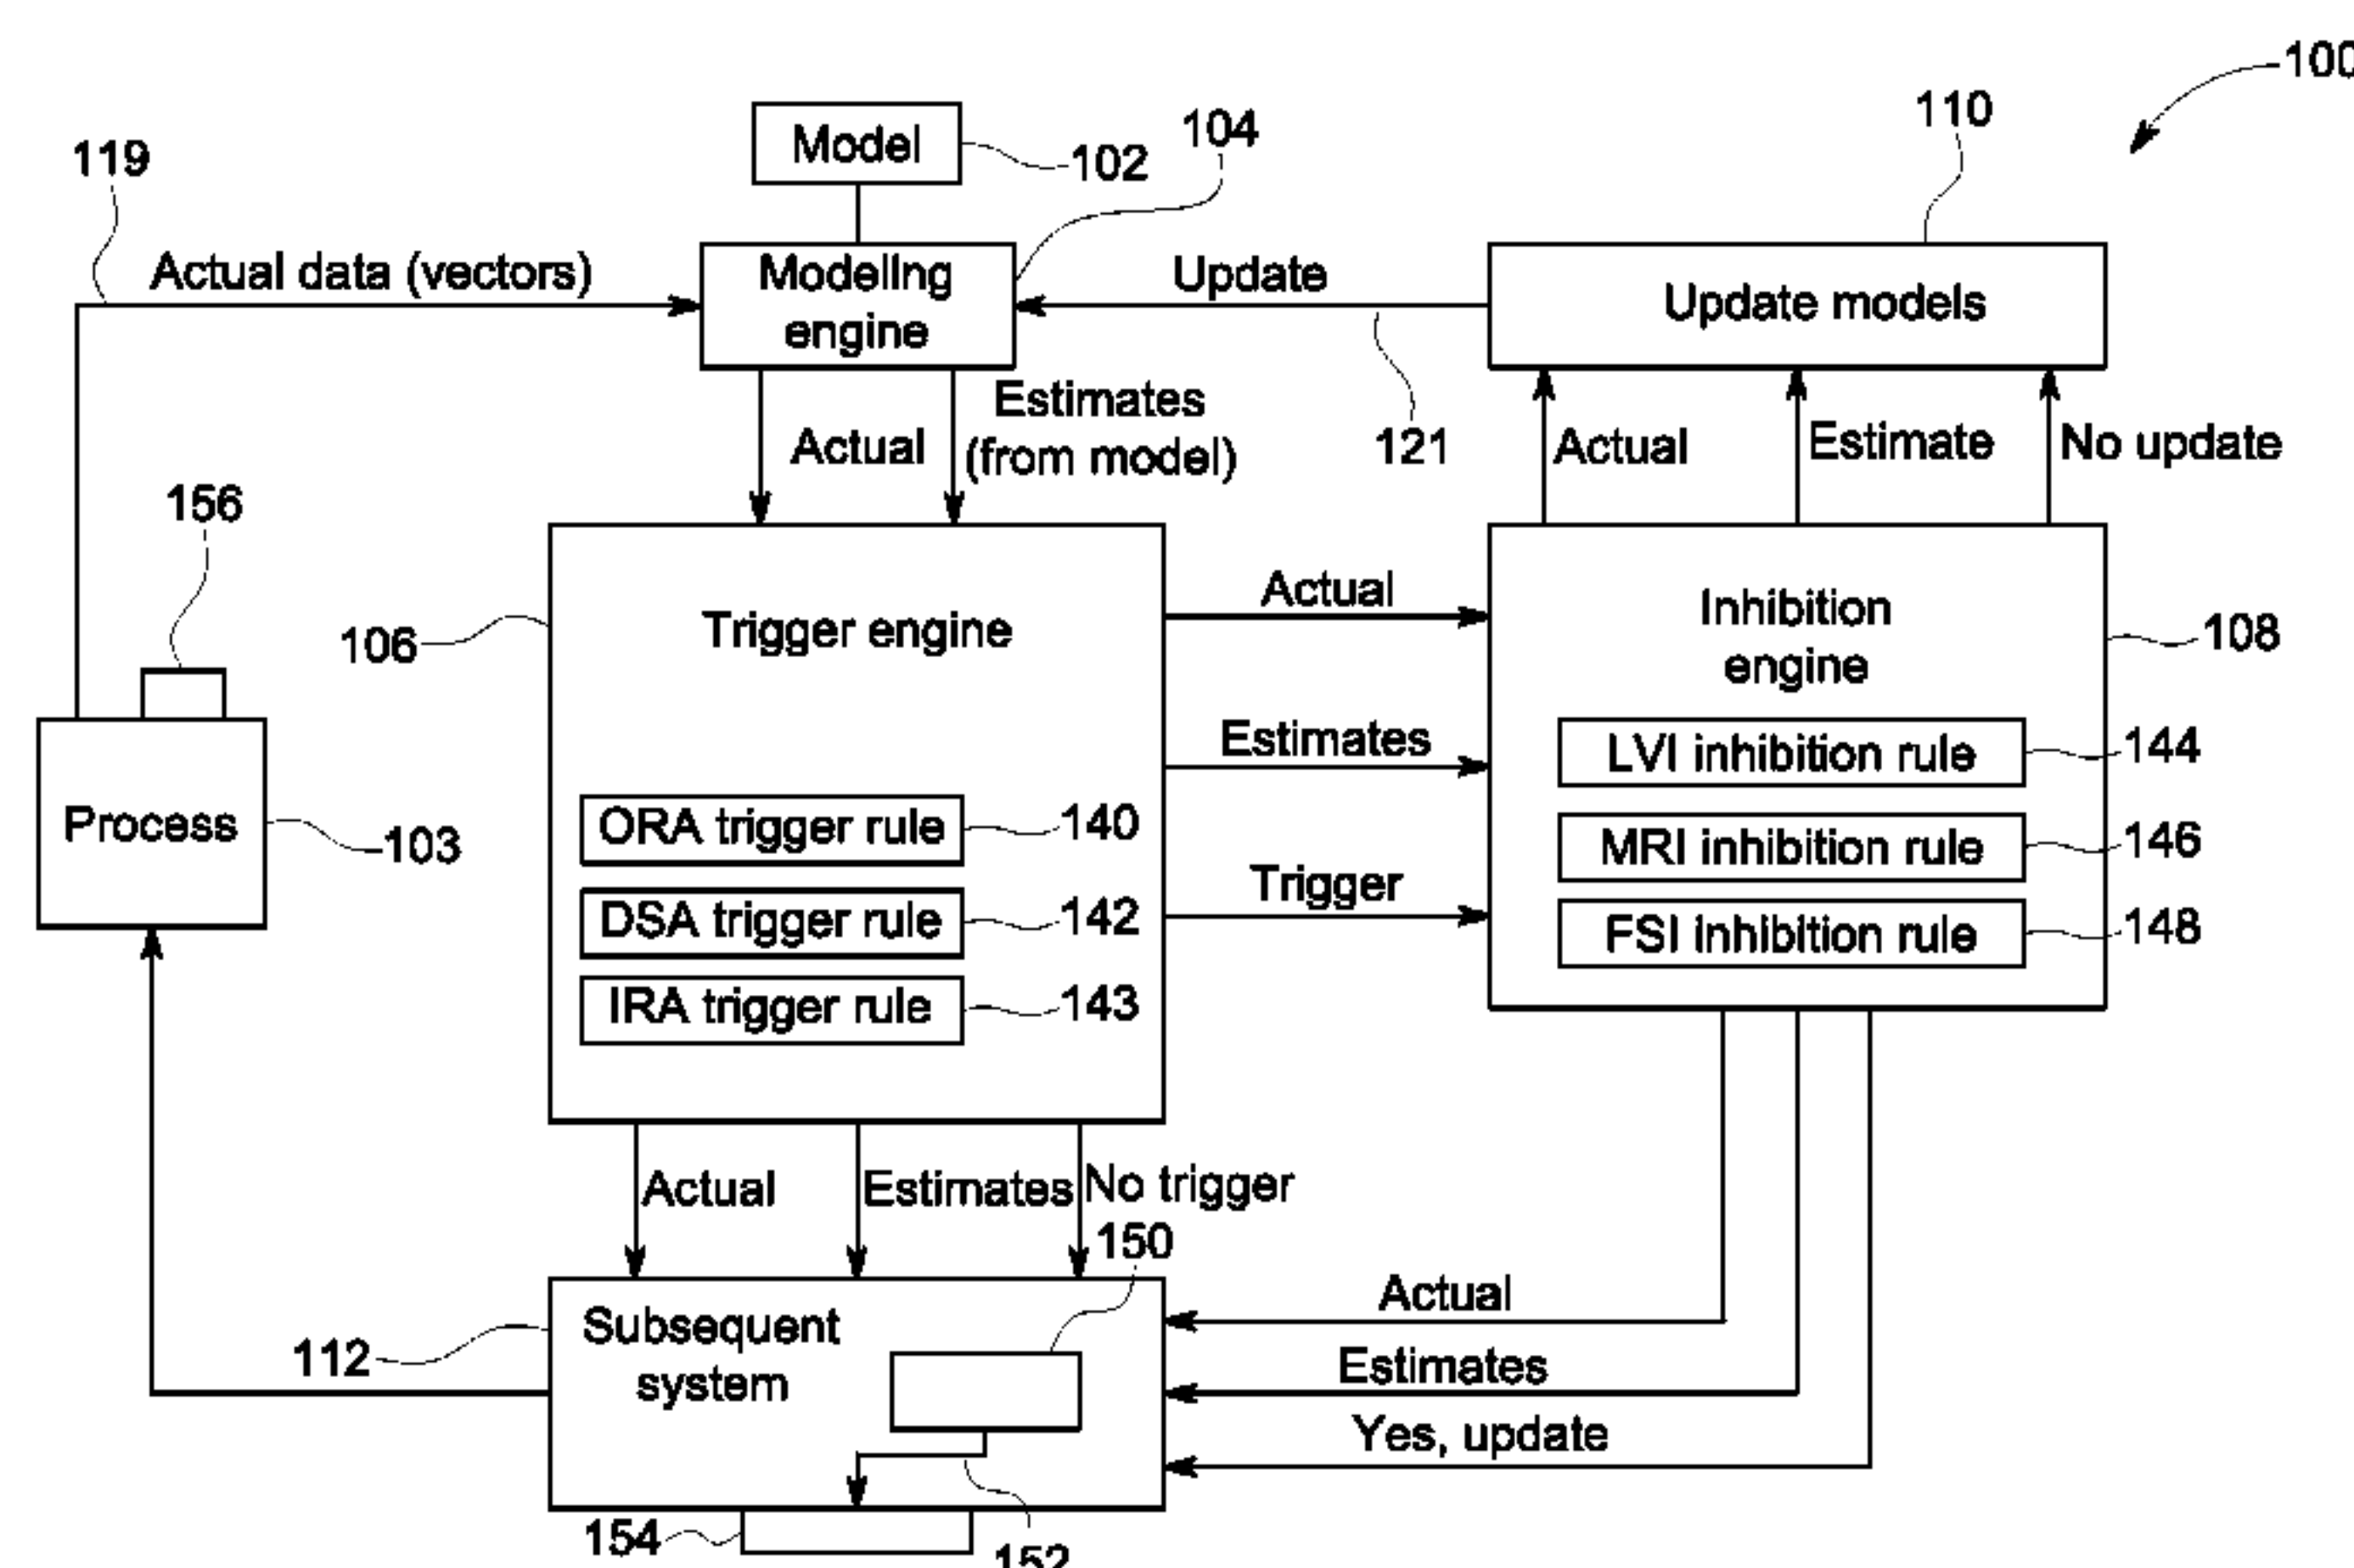 100
110
104
Model
102
119
Actual data (vectors)
Modeling
engine
Update
Update models
121
Actual
Estimates
(from model)
Actual
Estimate
No update
156
106
Trigger engine
Actual
Inhibition
engine
108
Estimates
LVI inhibition rule
144
Process
103
ORA trigger rule
140
MRI inhibition rule
146
Trigger
DSA trigger rule
142
FSI inhibition rule
148
IRA trigger rule
143
Actual
Estimates
No trigger
150
112
Subsequent
system
Actual
Estimates
Yes, update
154
152